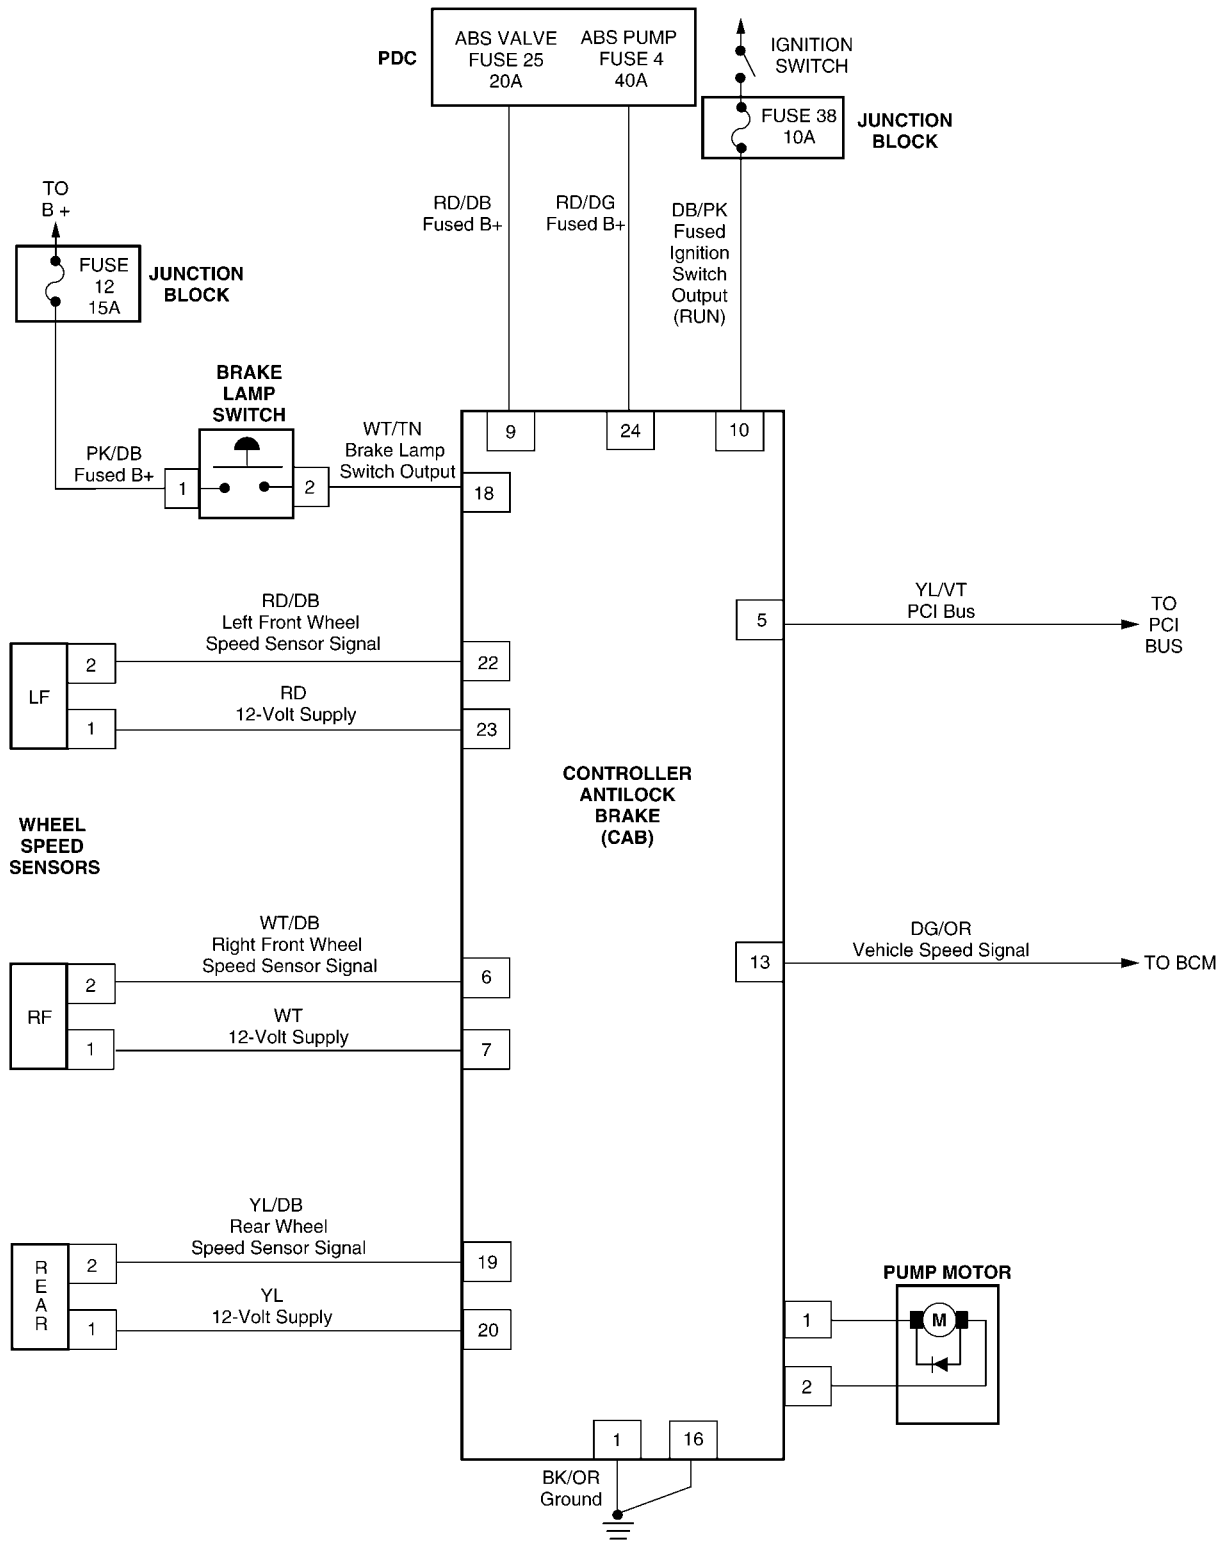 PDC
ABS VALVE
FUSE 25
20A
ABS PUMP
FUSE 4
40A
IGNITION
SWITCH
FUSE 38
10A
JUNCTION
BLOCK
TO
B +
FUSE
12
15A
JUNCTION
BLOCK
RD/DB
Fused B+
RD/DG
Fused B+
DB/PK
Fused
Ignition
Switch
Output
(RUN)
BRAKE
LAMP
SWITCH
PK/DB
Fused B+
1
2
WT/TN
Brake Lamp
Switch Output
9
24
10
18
YL/VT
PCI Bus
5
TO
PCI
BUS
RD/DB
Left Front Wheel
Speed Sensor Signal
LF
2
22
RD
12-Volt Supply
1
23
CONTROLLER
ANTILOCK
BRAKE
(CAB)
WHEEL
SPEED
SENSORS
WT/DB
Right Front Wheel
Speed Sensor Signal
RF
2
6
WT
12-Volt Supply
1
7
DG/OR
Vehicle Speed Signal
13
TO BCM
YL/DB
Rear Wheel
Speed Sensor Signal
REAR
2
19
YL
12-Volt Supply
1
20
PUMP MOTOR
1
M
2
1
16
BK/OR
Ground